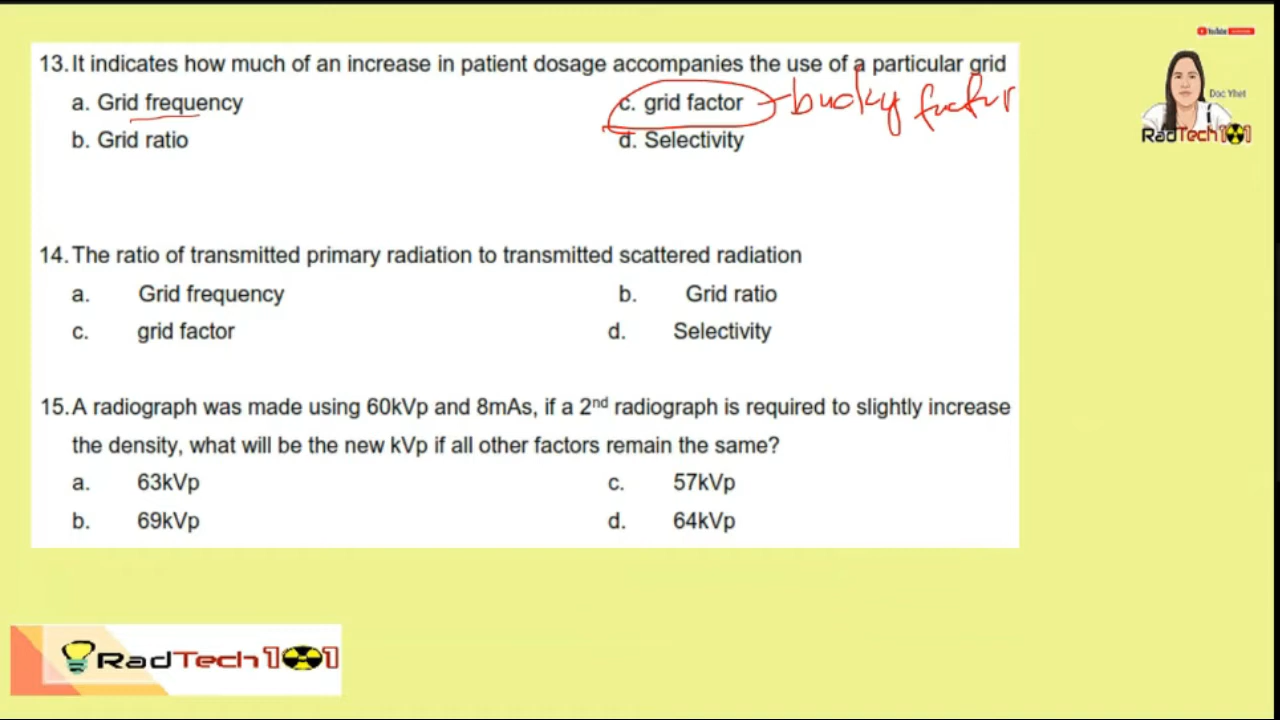 YouTube
13. It indicates how much of an increase in patient dosage accompanies the use of a particular grid
a. Grid frequency
c. grid factor
bucky factor
b. Grid ratio
d. Selectivity
Doc Yhet
RadTech101
14. The ratio of transmitted primary radiation to transmitted scattered radiation
a. Grid frequency
b. Grid ratio
c. grid factor
d. Selectivity
15. A radiograph was made using 60kVp and 8mAs, if a 2nd radiograph is required to slightly increase
the density, what will be the new kVp if all other factors remain the same?
a. 63kVp
c. 57kVp
b. 69kVp
d. 64kVp
RadTech101